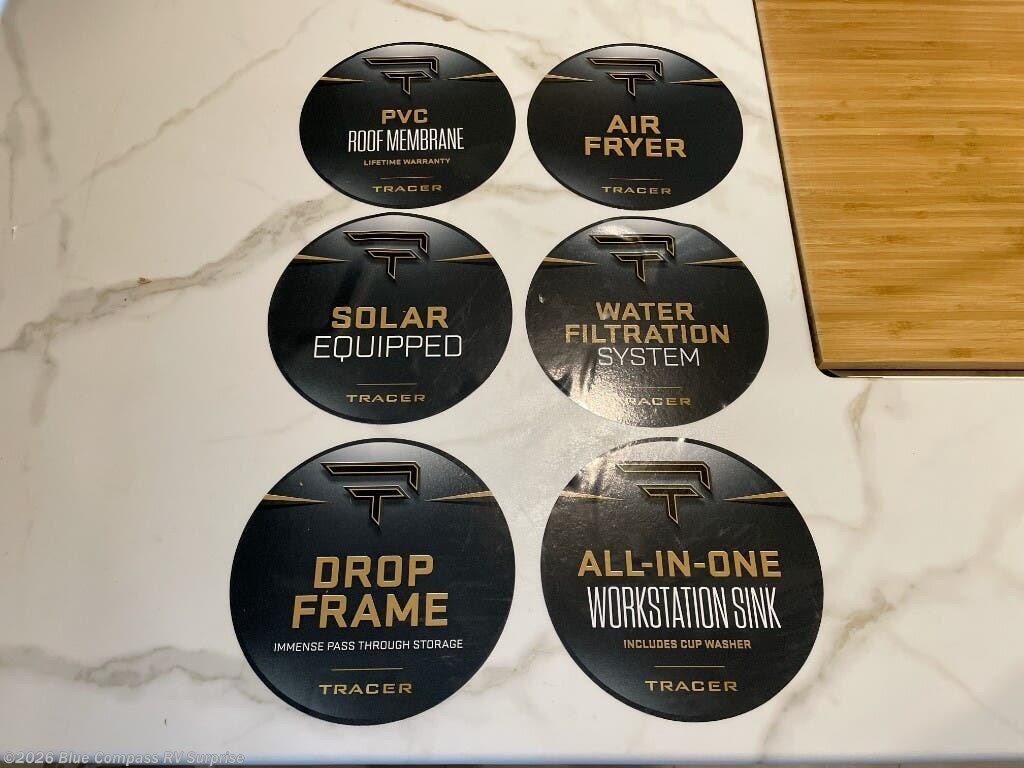 PVC
ROOF MEMBRANE
LIFETIME WARRANTY
TRACER
AIR
FRYER
TRACER
SOLAR
EQUIPPED
TRACER
WATER
FILTRATION
SYSTEM
TRACER
DROP
FRAME
IMMENSE PASS THROUGH STORAGE
TRACER
ALL-IN-ONE
WORKSTATION SINK
INCLUDES CUP WASHER
TRACER
©2026 Blue Compass RV Surprise